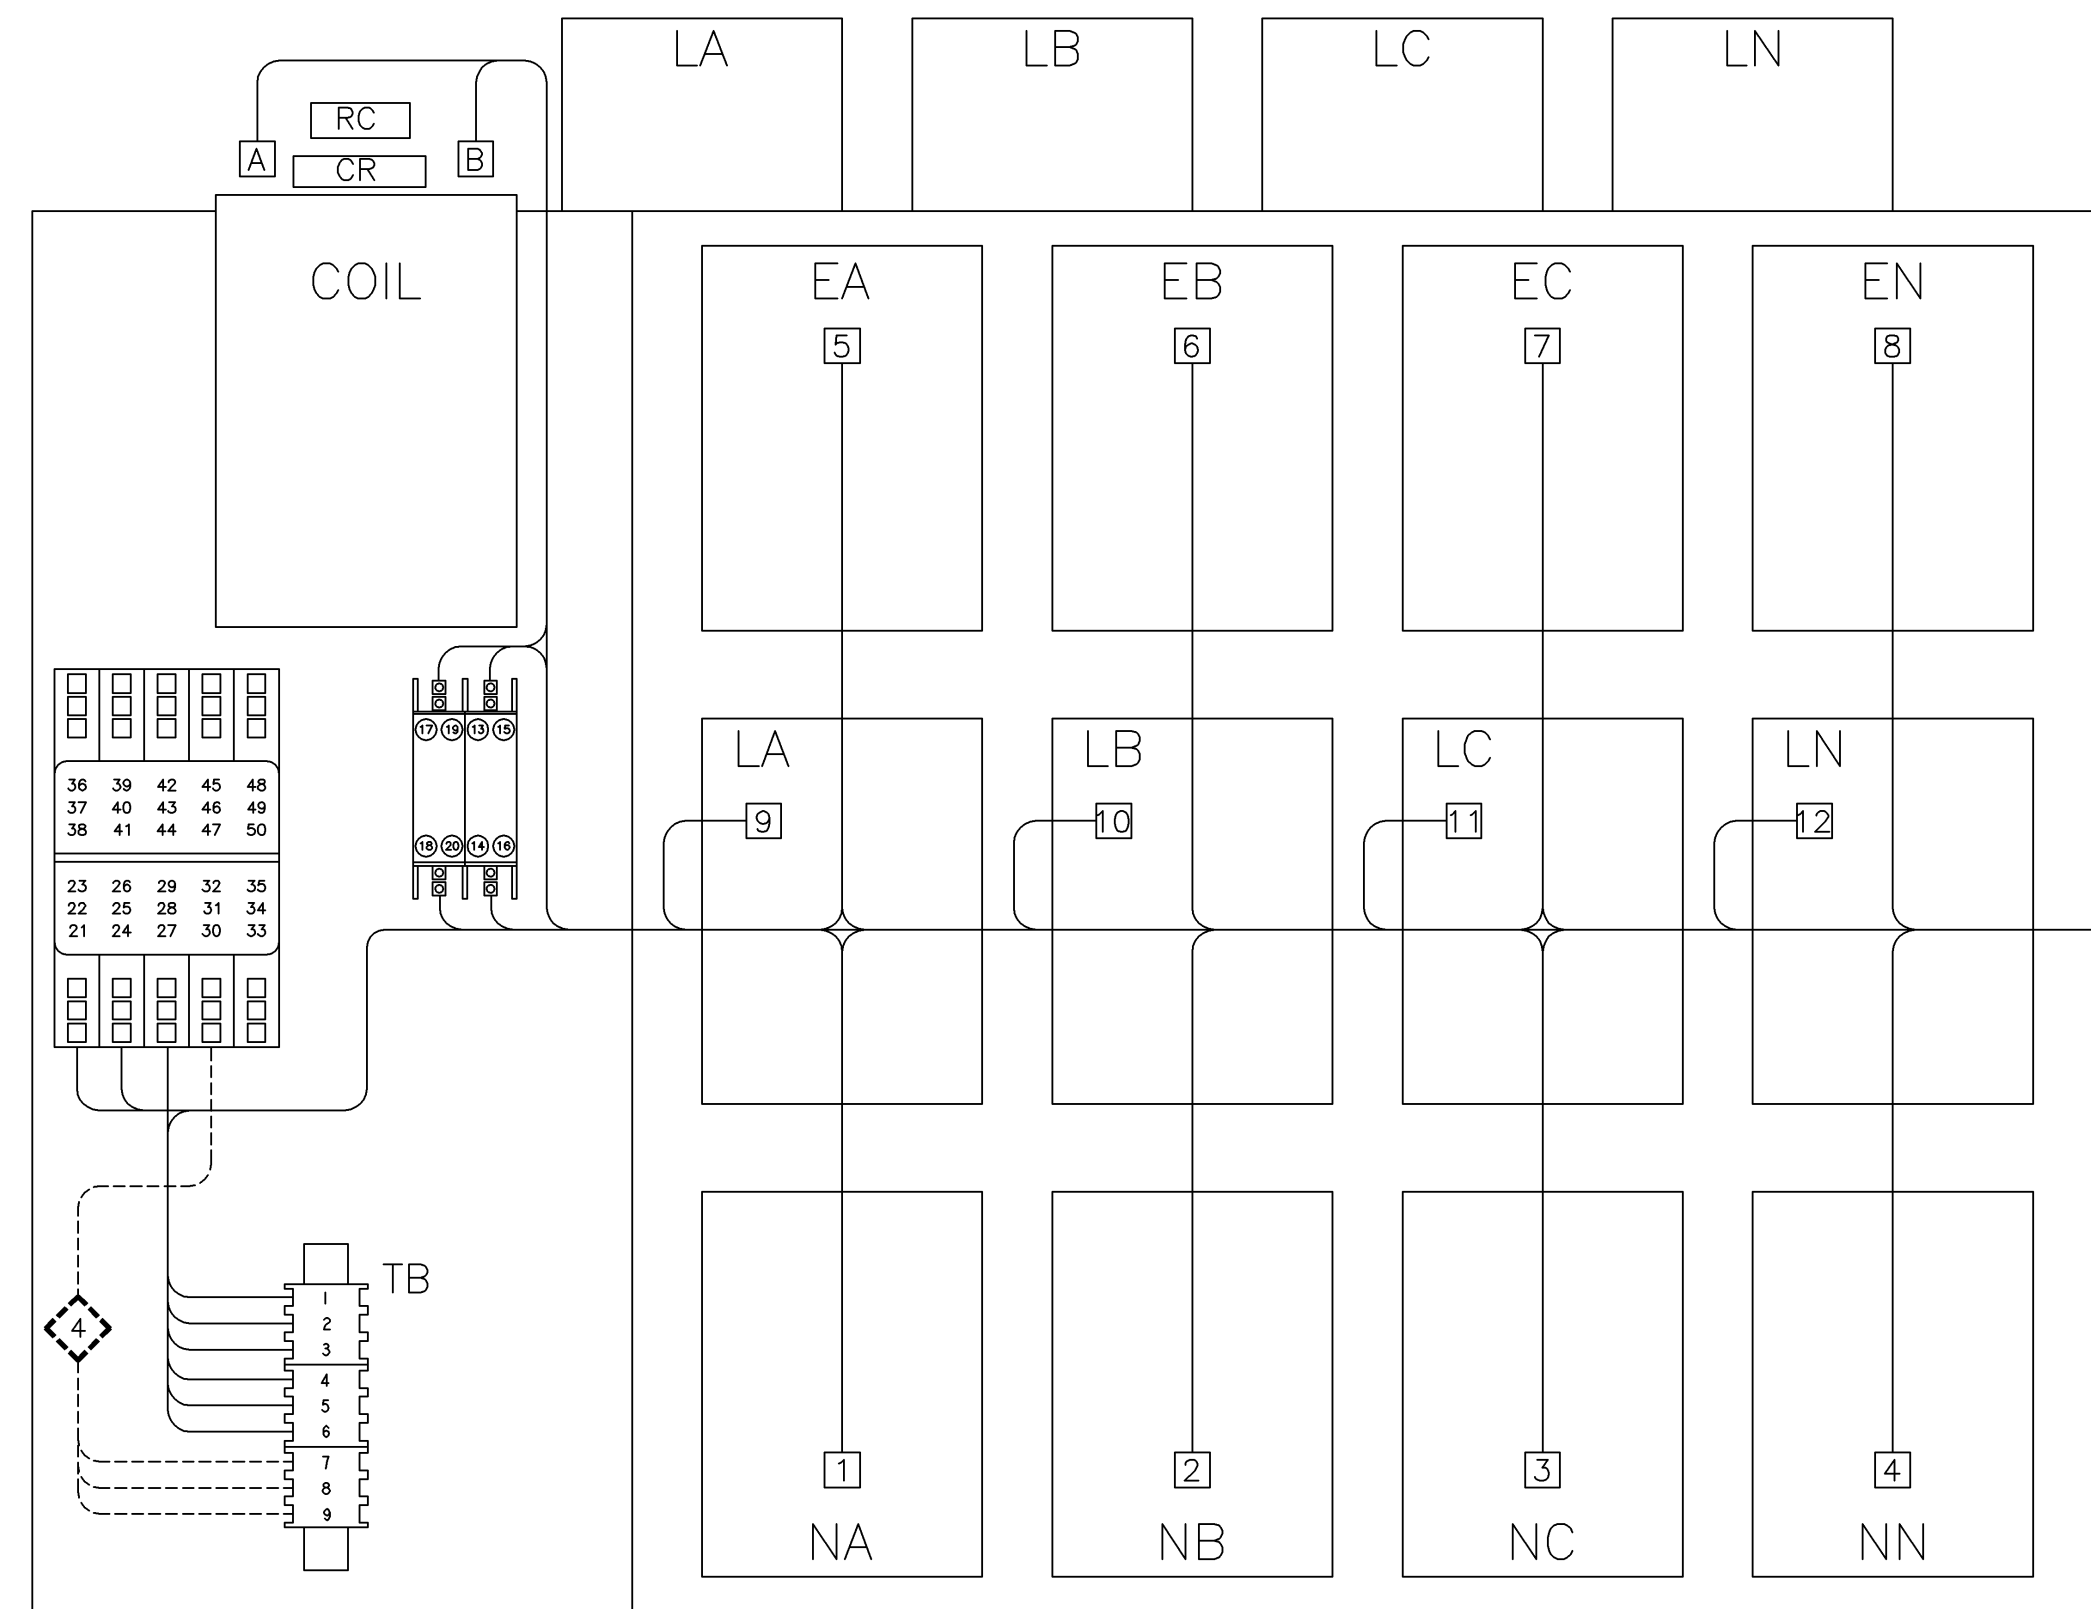 LA LB LC LN
RC
A CR B
COIL
EA EB EC EN
5 6 7 8
17 19 13 15
LA LB LC LN
36 39 42 45 48
37 40 43 46 49
38 41 44 47 50
9 10 11 12
18 20 14 16
23 26 29 32 35
22 25 28 31 34
21 24 27 30 33
TB
1
2
3
4
4
5
6
7
8
9
1 2 3 4
NA NB NC NN